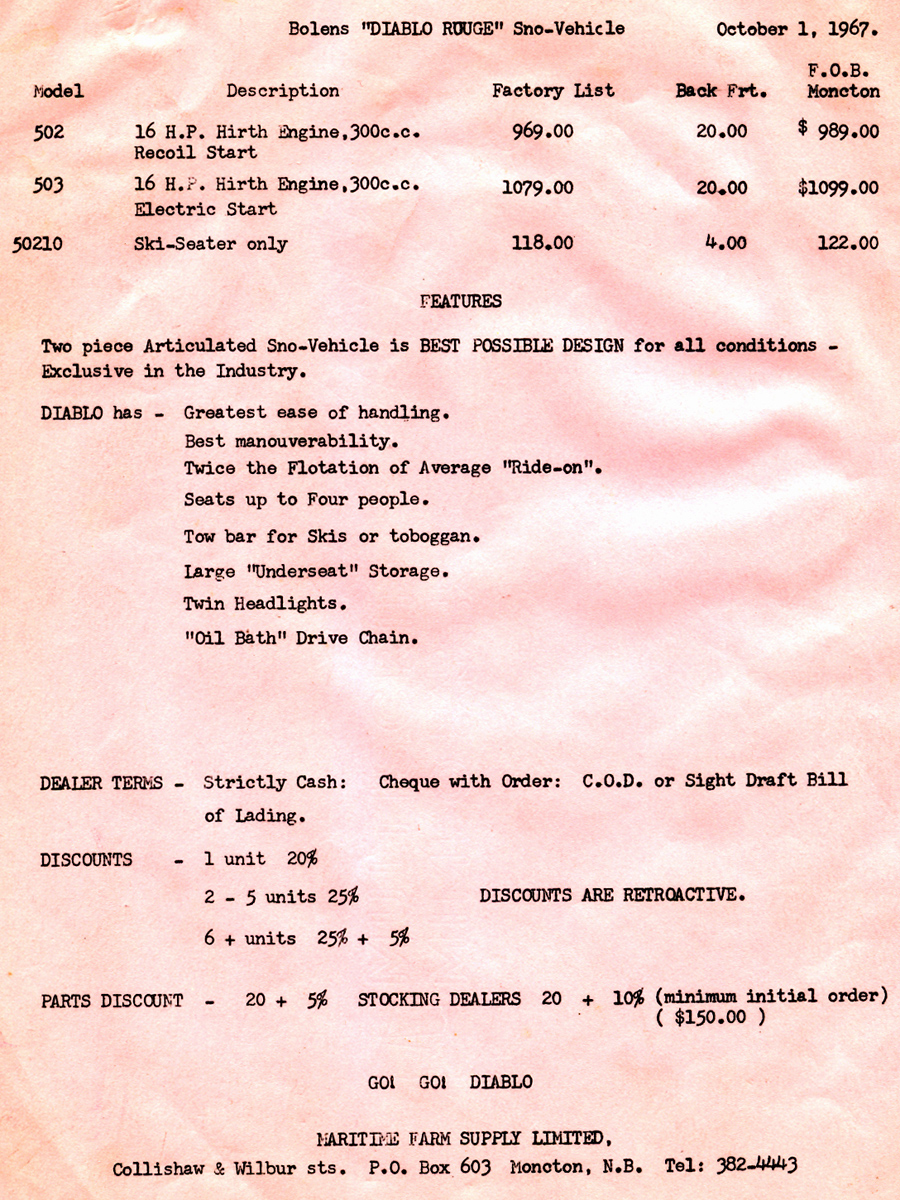 Bolens "DIABLO ROUGE" Sno-Vehicle October 1, 1967.
F.O.B.
Model Description Factory List Back Frt. Moncton
502 16 H.P. Hirth Engine,300c.c. 969.00 20.00 $ 989.00
Recoil Start
503 16 H.P. Hirth Engine,300c.c. 1079.00 20.00 $1099.00
Electric Start
50210 Ski-Seater only 118.00 4.00 122.00
FEATURES
Two piece Articulated Sno-Vehicle is BEST POSSIBLE DESIGN for all conditions -
Exclusive in the Industry.
DIABLO has - Greatest ease of handling.
Best manouverability.
Twice the Flotation of Average "Ride-on".
Seats up to Four people.
Tow bar for Skis or toboggan.
Large "Underseat" Storage.
Twin Headlights.
"Oil Bath" Drive Chain.
DEALER TERMS - Strictly Cash: Cheque with Order: C.O.D. or Sight Draft Bill
of Lading.
DISCOUNTS - 1 unit 20%
2 - 5 units 25% DISCOUNTS ARE RETROACTIVE.
6 + units 25% + 5%
PARTS DISCOUNT - 20 + 5% STOCKING DEALERS 20 + 10% (minimum initial order)
( $150.00 )
GO! GO! DIABLO
MARITIME FARM SUPPLY LIMITED,
Collishaw & Wilbur sts. P.O. Box 603 Moncton, N.B. Tel: 382-4443